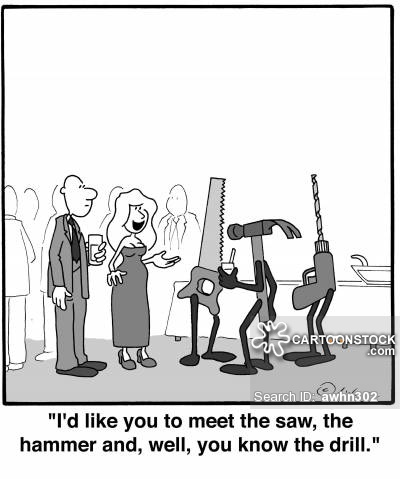 CARTOONSTOCK
.com
Search ID: awhn302
"I'd like you to meet the saw, the
hammer and, well, you know the drill."